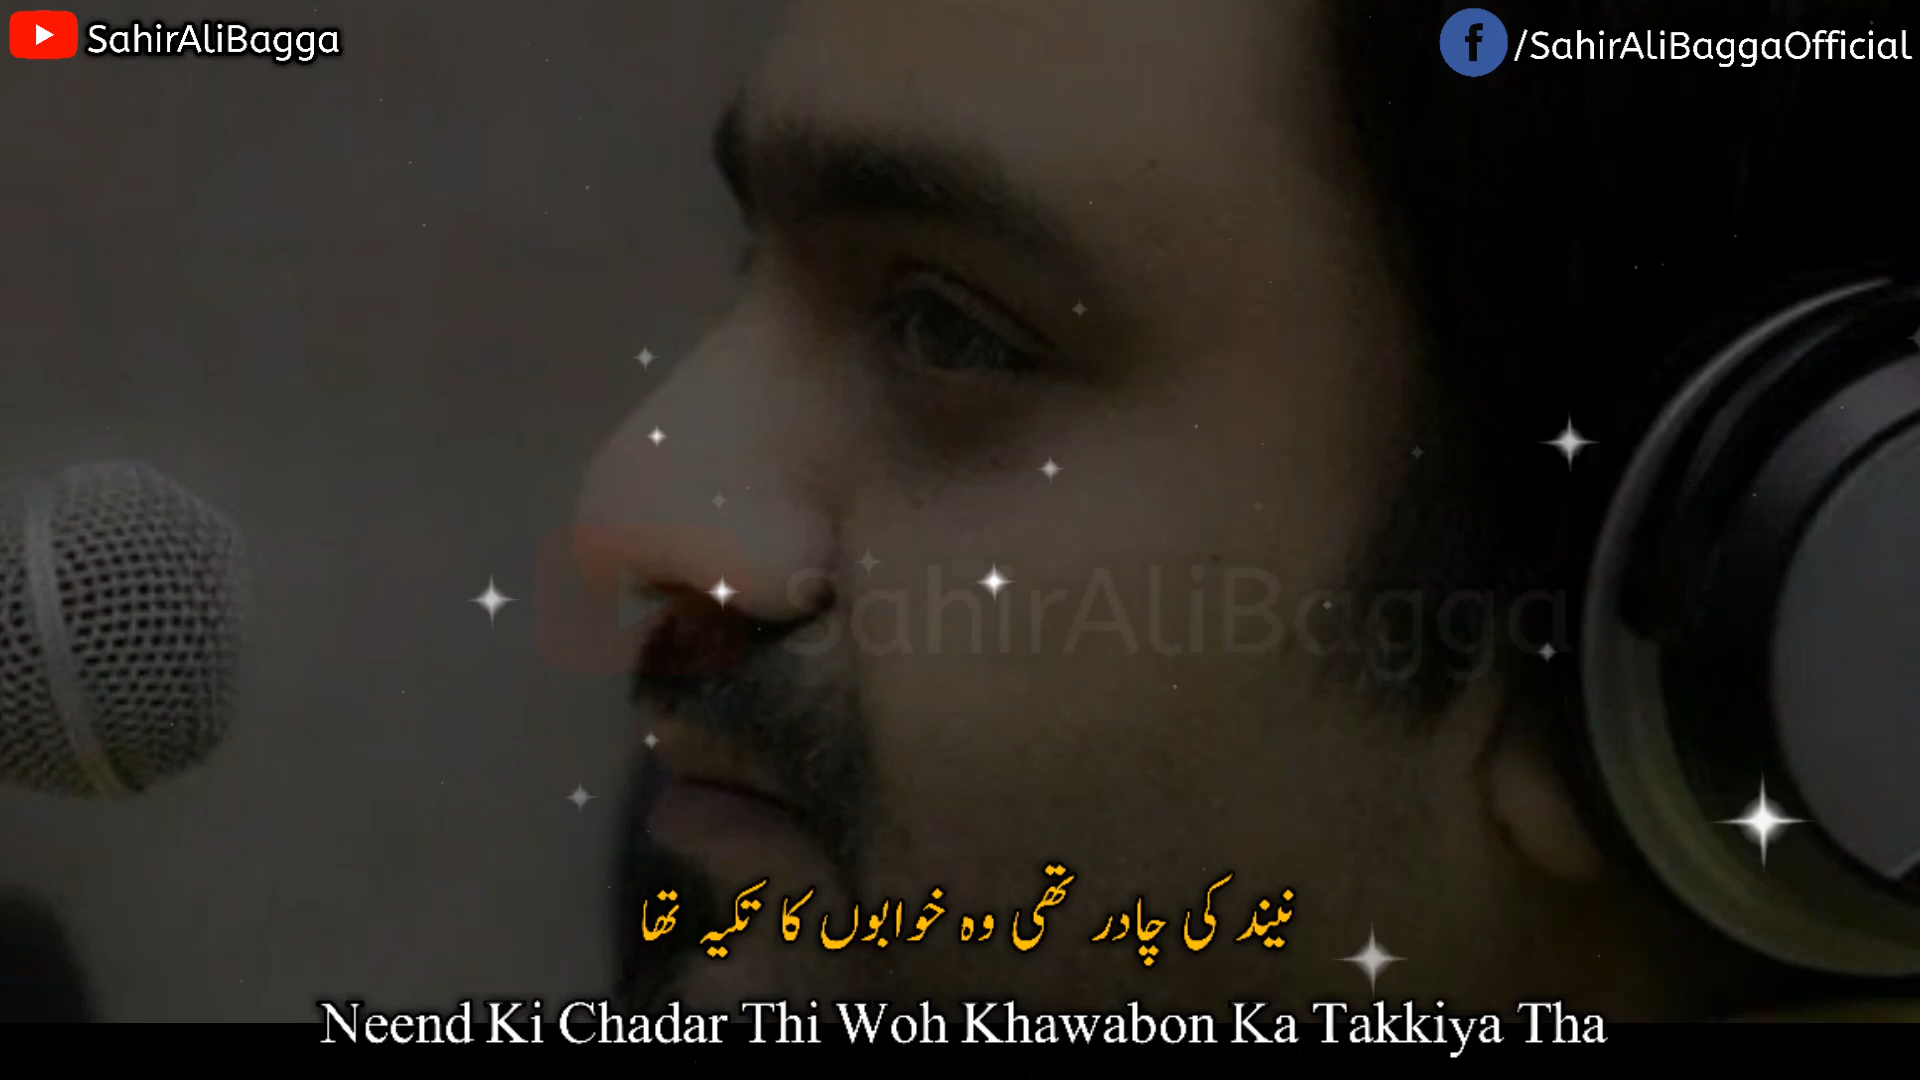 SahirAliBagga
/SahirAliBaggaOfficial
SahirAliBagga
نیند کی چادر تھی وہ خوابوں کا تکیہ تھا
Neend Ki Chadar Thi Woh Khawabon Ka Takkiya Tha